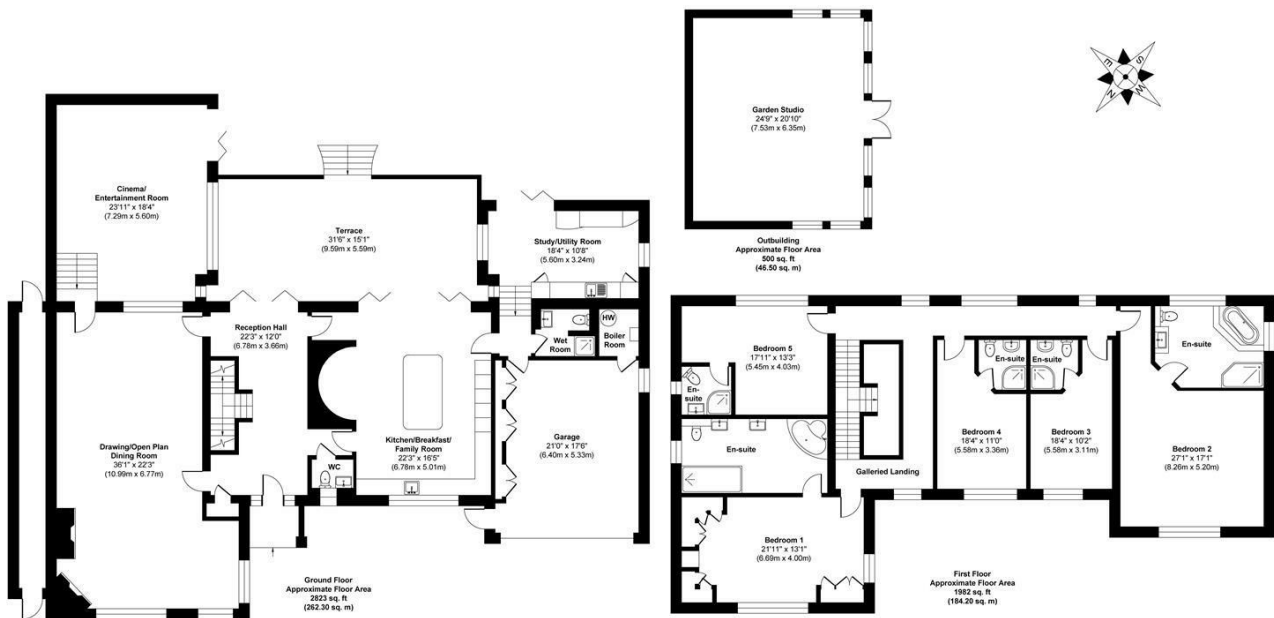 Cinema/
Entertainment Room
23'11" x 18'4"
(7.29m x 5.60m)
Terrace
31'6" x 15'1"
(9.59m x 5.59m)
Study/Utility Room
18'4" x 10'8"
(5.60m x 3.24m)
Reception Hall
22'3" x 12'0"
(6.78m x 3.66m)
Wet
Room
HW
Boiler
Room
Drawing/Open Plan
Dining Room
36'1" x 22'3"
(10.99m x 6.77m)
Kitchen/Breakfast/
Family Room
22'3" x 16'5"
(6.78m x 5.01m)
WC
Garage
21'0" x 17'6"
(6.40m x 5.33m)
Ground Floor
Approximate Floor Area
2823 sq. ft
(262.30 sq. m)
Garden Studio
24'9" x 20'10"
(7.53m x 6.35m)
Outbuilding
Approximate Floor Area
500 sq. ft
(46.50 sq. m)
E
S
N
W
Bedroom 5
17'11" x 13'3"
(5.45m x 4.03m)
En-
suite
En-suite
En-suite
En-suite
En-suite
Galleried Landing
Bedroom 4
18'4" x 11'0"
(5.58m x 3.36m)
Bedroom 3
18'4" x 10'2"
(5.58m x 3.11m)
Bedroom 2
27'1" x 17'1"
(8.26m x 5.20m)
Bedroom 1
21'11" x 13'1"
(6.69m x 4.00m)
First Floor
Approximate Floor Area
1982 sq. ft
(184.20 sq. m)